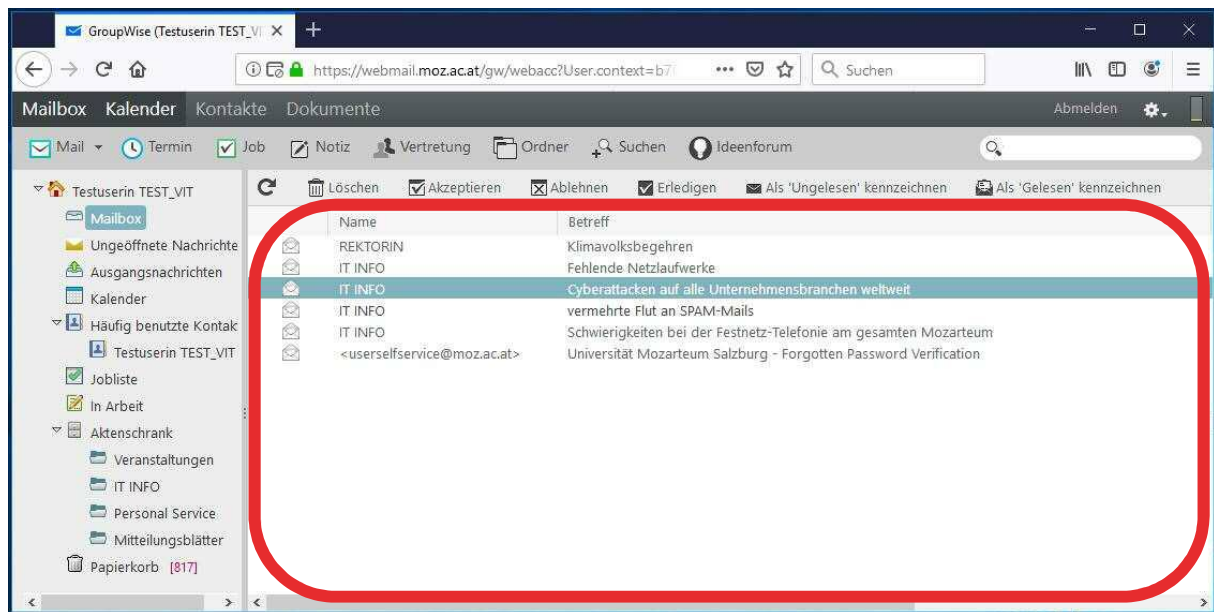 GroupWise (Testuserin TEST_VI
https://webmail.moz.ac.at/gw/webacc?User.context=b7
Suchen
Mailbox Kalender Kontakte Dokumente Abmelden
Mail Termin Job Notiz Vertretung Ordner Suchen Ideenforum
Testuserin TEST_VIT
Mailbox
Ungeöffnete Nachrichte
Ausgangsnachrichten
Kalender
Häufig benutzte Kontak
Testuserin TEST_VIT
Jobliste
In Arbeit
Aktenschrank
Veranstaltungen
IT INFO
Personal Service
Mitteilungsblätter
Papierkorb [817]
Löschen Akzeptieren Ablehnen Erledigen Als 'Ungelesen' kennzeichnen Als 'Gelesen' kennzeichnen
Name Betreff
REKTORIN Klimavolksbegehren
IT INFO Fehlende Netzlaufwerke
IT INFO Cyberattacken auf alle Unternehmensbranchen weltweit
IT INFO vermehrte Flut an SPAM-Mails
IT INFO Schwierigkeiten bei der Festnetz-Telefonie am gesamten Mozarteum
<userselfservice@moz.ac.at> Universität Mozarteum Salzburg - Forgotten Password Verification